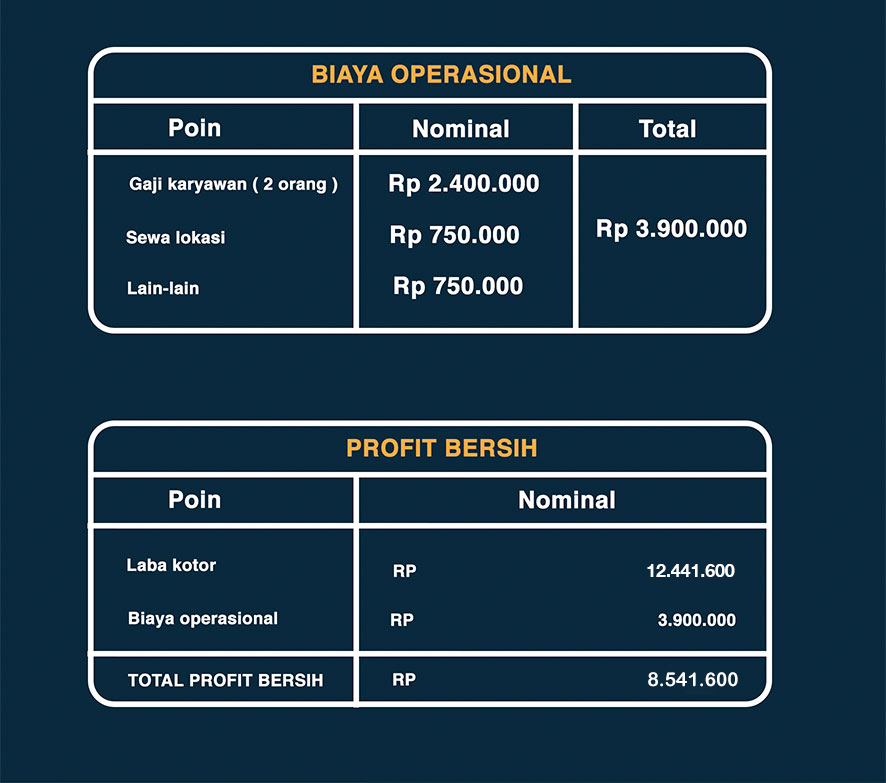 BIAYA OPERASIONAL
Poin Nominal Total
Gaji karyawan ( 2 orang ) Rp 2.400.000
Sewa lokasi Rp 750.000 Rp 3.900.000
Lain-lain Rp 750.000
PROFIT BERSIH
Poin Nominal
Laba kotor RP 12.441.600
Biaya operasional RP 3.900.000
TOTAL PROFIT BERSIH RP 8.541.600